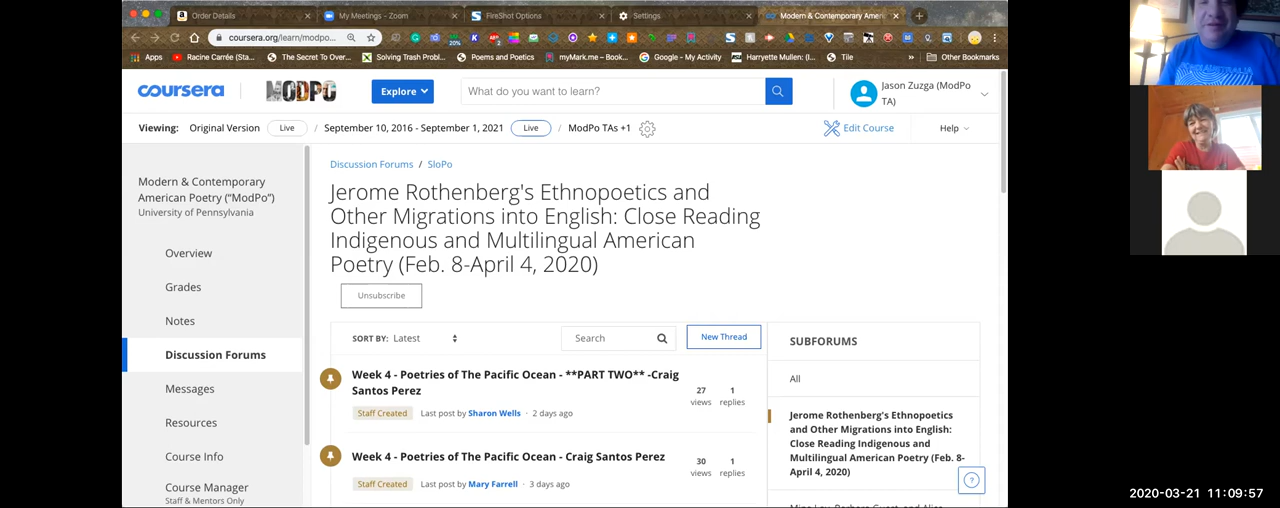 Order Details
My Meetings – Zoom
FireShot Options
Settings
Modern & Contemporary Ameri
coursera.org/learn/modpo...
Apps
Racine Carrée (Stat...
The Secret To Over...
Solving Trash Probl...
Poems and Poetics
myMark.me – Book...
Google - My Activity
Harryette Mullen: (I...
Tile
»
Other Bookmarks
coursera
MODPO
Explore
What do you want to learn?
Jason Zuzga (ModPo
TA)
Viewing: Original Version Live / September 10, 2016 - September 1, 2021 Live / ModPo TAs +1
Edit Course
Help
Modern & Contemporary
American Poetry ("ModPo")
University of Pennsylvania
Overview
Grades
Notes
Discussion Forums
Messages
Resources
Course Info
Course Manager
Staff & Mentors Only
Discussion Forums / SloPo
Jerome Rothenberg's Ethnopoetics and
Other Migrations into English: Close Reading
Indigenous and Multilingual American
Poetry (Feb. 8-April 4, 2020)
Unsubscribe
SORT BY: Latest
Search
New Thread
Week 4 - Poetries of The Pacific Ocean - **PART TWO** -Craig
Santos Perez
Staff Created Last post by Sharon Wells · 2 days ago
27 views
1 replies
Week 4 - Poetries of The Pacific Ocean - Craig Santos Perez
Staff Created Last post by Mary Farrell · 3 days ago
30 views
1 replies
SUBFORUMS
All
Jerome Rothenberg's Ethnopoetics
and Other Migrations into English:
Close Reading Indigenous and
Multilingual American Poetry (Feb. 8-
April 4, 2020)
?
2020-03-21 11:09:57